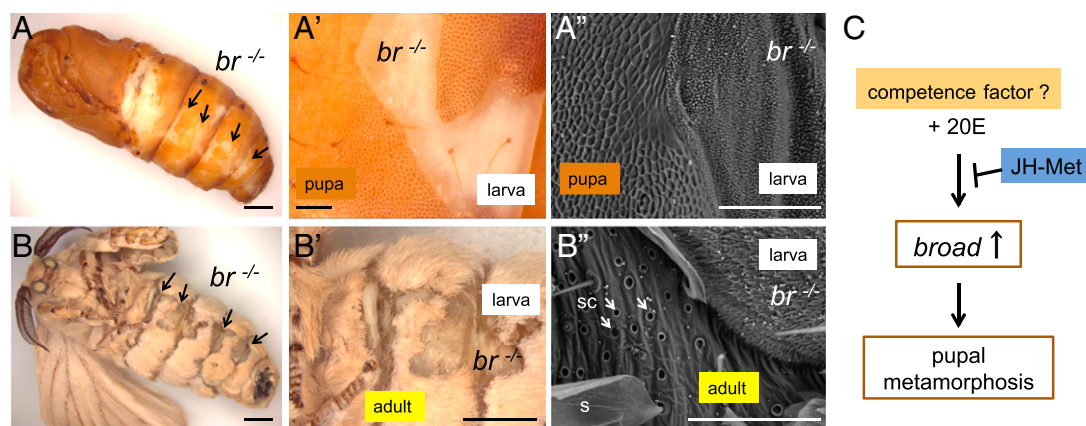 A
br -/-
A'
br -/-
pupa
larva
A"
br -/-
pupa
larva
B
br -/-
B'
larva
br -/-
adult
B"
larva
br -/-
sc
s
adult
C
competence factor ?
+ 20E
JH-Met
broad ↑
pupal
metamorphosis